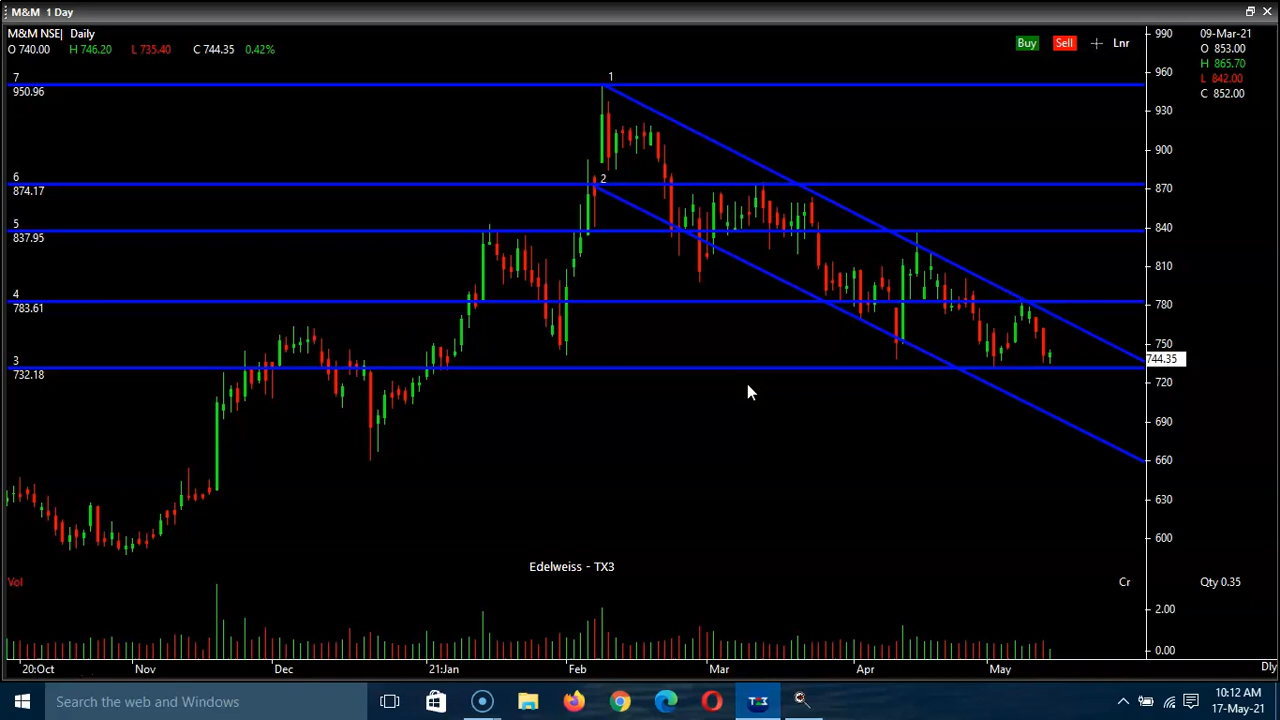 M&M 1 Day
M&M NSE| Daily
O 740.00 H 746.20 L 735.40 C 744.35 0.42%
Buy Sell Lnr
09-Mar-21
O 853.00
H 865.70
L 842.00
C 852.00
7
950.96
6
874.17
5
837.95
4
783.61
3
732.18
1
2
990
960
930
900
870
840
810
780
750
744.35
720
690
660
630
600
Edelweiss - TX3
Vol
Cr
Qty 0.35
2.00
0.00
20:Oct Nov Dec 21:Jan Feb Mar Apr May Dly
Search the web and Windows
TX3
10:12 AM
17-May-21